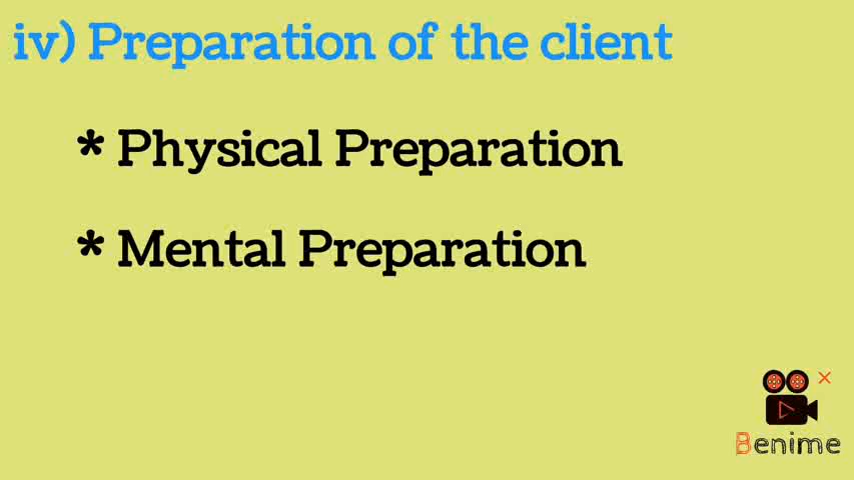 iv) Preparation of the client
* Physical Preparation
* Mental Preparation
Benime